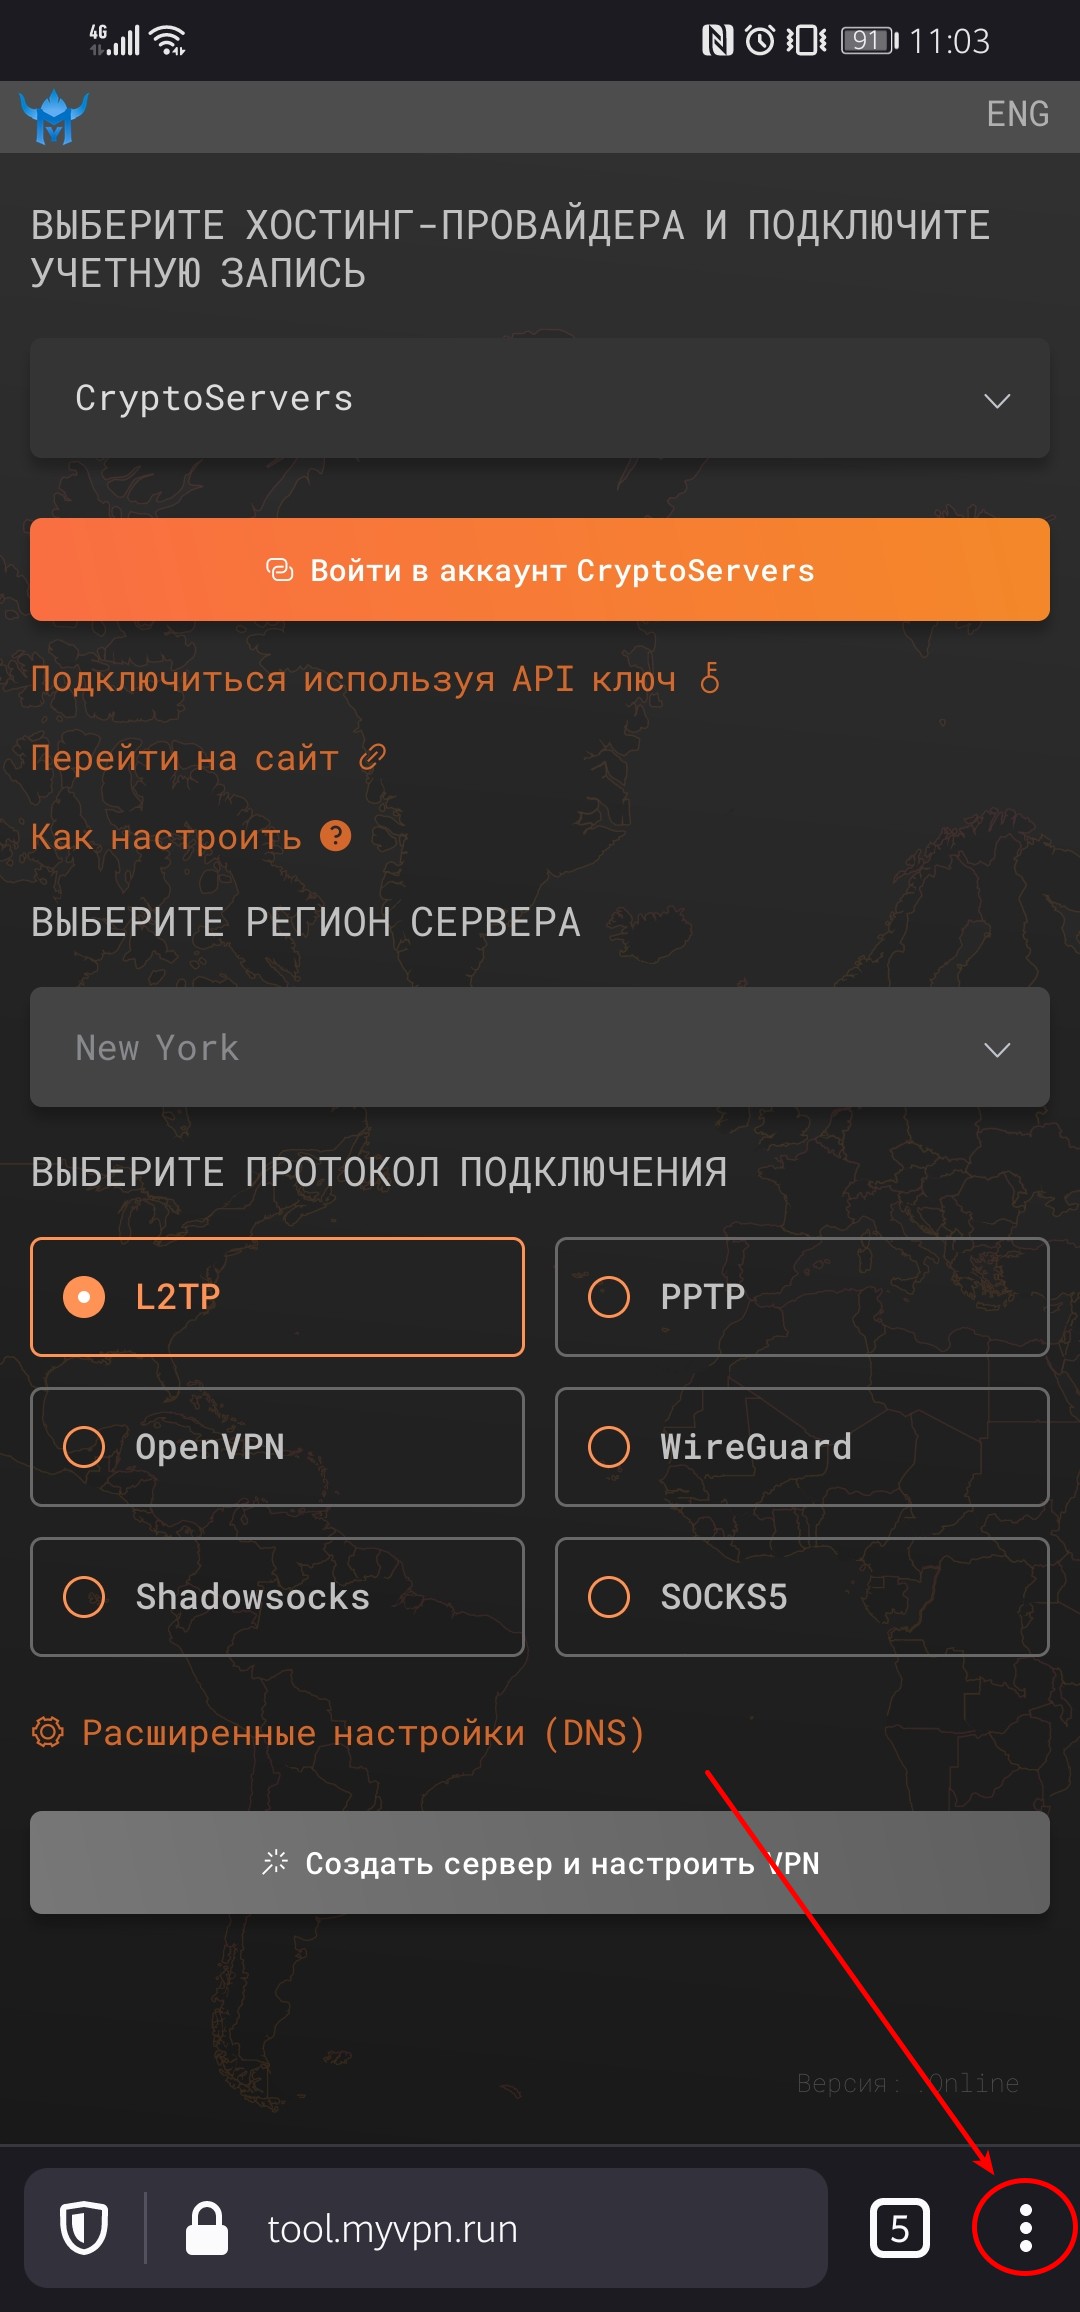 4G 91 11:03
ENG
ВЫБЕРИТЕ ХОСТИНГ-ПРОВАЙДЕРА И ПОДКЛЮЧИТЕ
УЧЕТНУЮ ЗАПИСЬ
CryptoServers
Войти в аккаунт CryptoServers
Подключиться используя API ключ
Перейти на сайт
Как настроить ?
ВЫБЕРИТЕ РЕГИОН СЕРВЕРА
New York
ВЫБЕРИТЕ ПРОТОКОЛ ПОДКЛЮЧЕНИЯ
L2TP PPTP
OpenVPN WireGuard
Shadowsocks SOCKS5
Расширенные настройки (DNS)
Создать сервер и настроить VPN
Версия: .Online
tool.myvpn.run 5